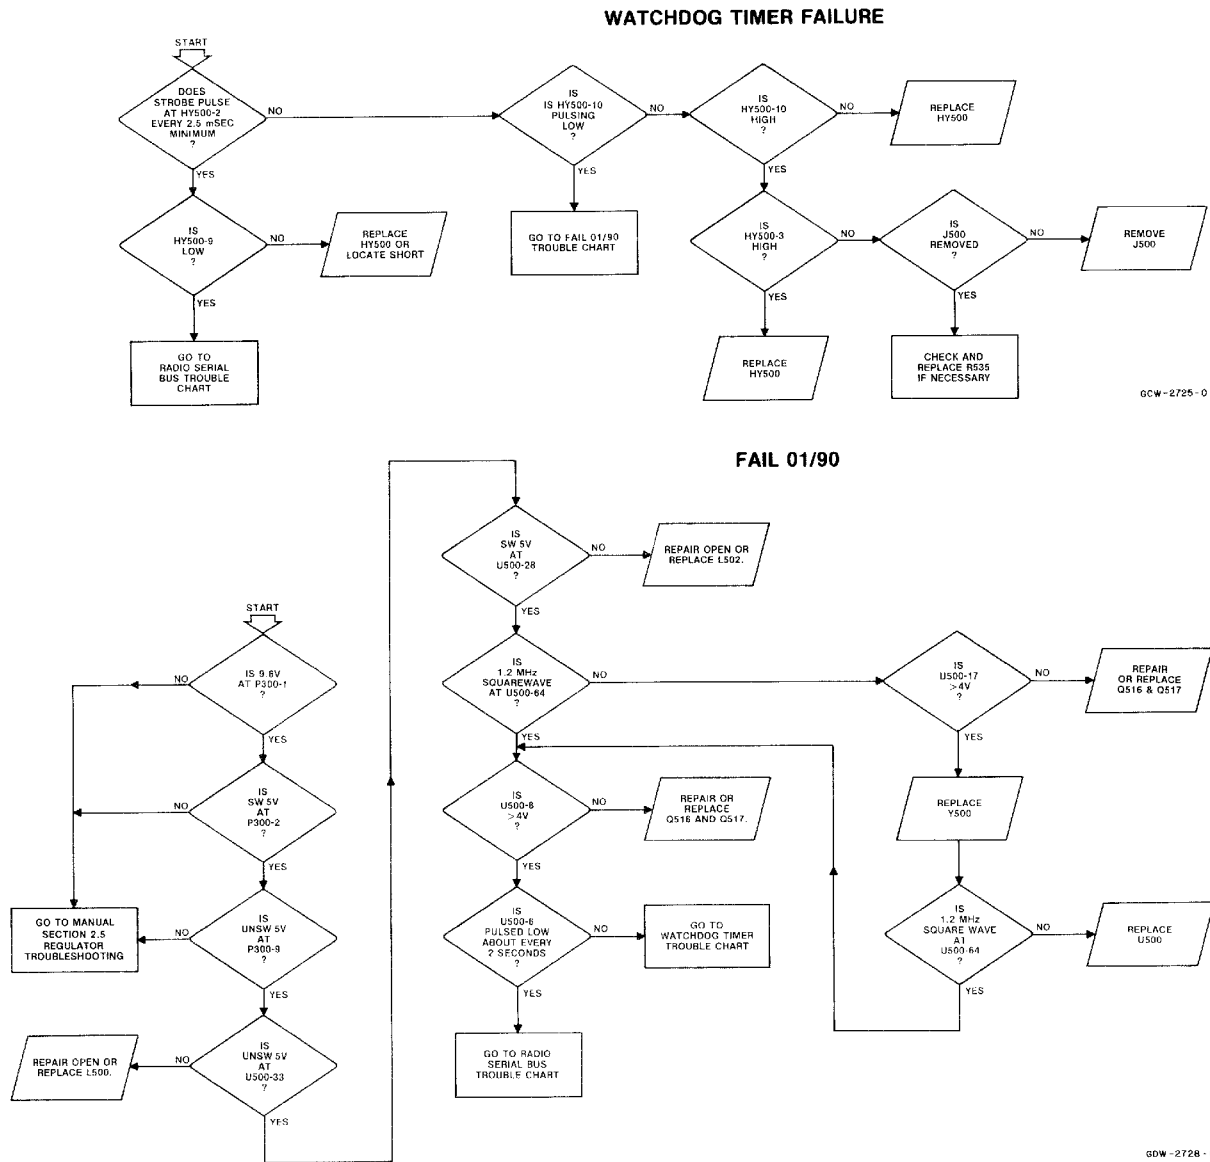 WATCHDOG TIMER FAILURE
START
DOES
STROBE PULSE
AT HY500-2
EVERY 2.5 mSEC
MINIMUM
?
NO
YES
IS
IS HY500-10
PULSING
LOW
?
NO
YES
IS
HY500-10
HIGH
?
NO
YES
REPLACE
HY500
IS
HY500-9
LOW
?
NO
YES
REPLACE
HY500 OR
LOCATE SHORT
GO TO FAIL 01/90
TROUBLE CHART
IS
HY500-3
HIGH
?
NO
YES
IS
J500
REMOVED
?
NO
YES
REMOVE
J500
GO TO
RADIO SERIAL
BUS TROUBLE
CHART
REPLACE
HY500
CHECK AND
REPLACE R535
IF NECESSARY
GCW-2725-O
FAIL 01/90
START
IS 9.6V
AT P300-1
?
NO
YES
IS
SW 5V
AT
P300-2
?
NO
YES
IS
UNSW 5V
AT
P300-9
?
NO
YES
GO TO MANUAL
SECTION 2.5
REGULATOR
TROUBLESHOOTING
IS
UNSW 5V
AT
U500-33
?
NO
YES
REPAIR OPEN OR
REPLACE L500.
IS
SW 5V
AT
U500-28
?
NO
YES
REPAIR OPEN OR
REPLACE L502.
IS
1.2 MHz
SQUAREWAVE
AT U500-64
?
NO
YES
IS
U500-17
>4V
?
NO
YES
REPAIR
OR REPLACE
Q516 & Q517
IS
U500-6
>4V
?
NO
YES
REPAIR OR
REPLACE
Q516 AND Q517.
REPLACE
Y500
IS
U500-6
PULSED LOW
ABOUT EVERY
2 SECONDS
?
NO
YES
GO TO
WATCHDOG TIMER
TROUBLE CHART
IS
1.2 MHz
SQUARE WAVE
AT
U500-64
?
NO
YES
REPLACE
U500
GO TO RADIO
SERIAL BUS
TROUBLE CHART
GDW-2728-